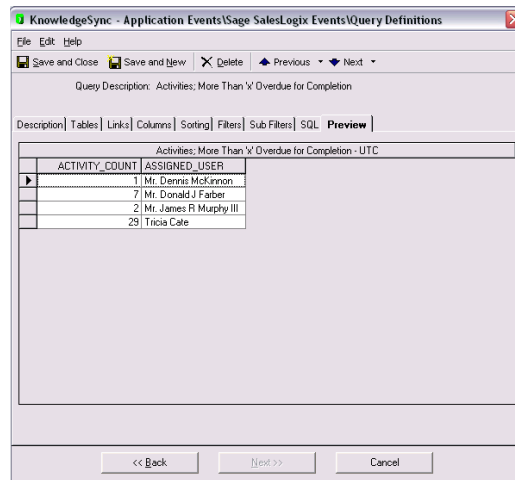 KnowledgeSync - Application Events\Sage SalesLogix Events\Query Definitions
File Edit Help
Save and Close Save and New Delete Previous Next
Query Description: Activities; More Than 'x' Overdue for Completion
Description Tables Links Columns Sorting Filters Sub Filters SQL Preview
Activities; More Than 'x' Overdue for Completion - UTC
ACTIVITY_COUNT ASSIGNED_USER
1 Mr. Dennis McKinnon
7 Mr. Donald J Farber
2 Mr. James R Murphy III
29 Tricia Cate
<< Back Next >> Cancel